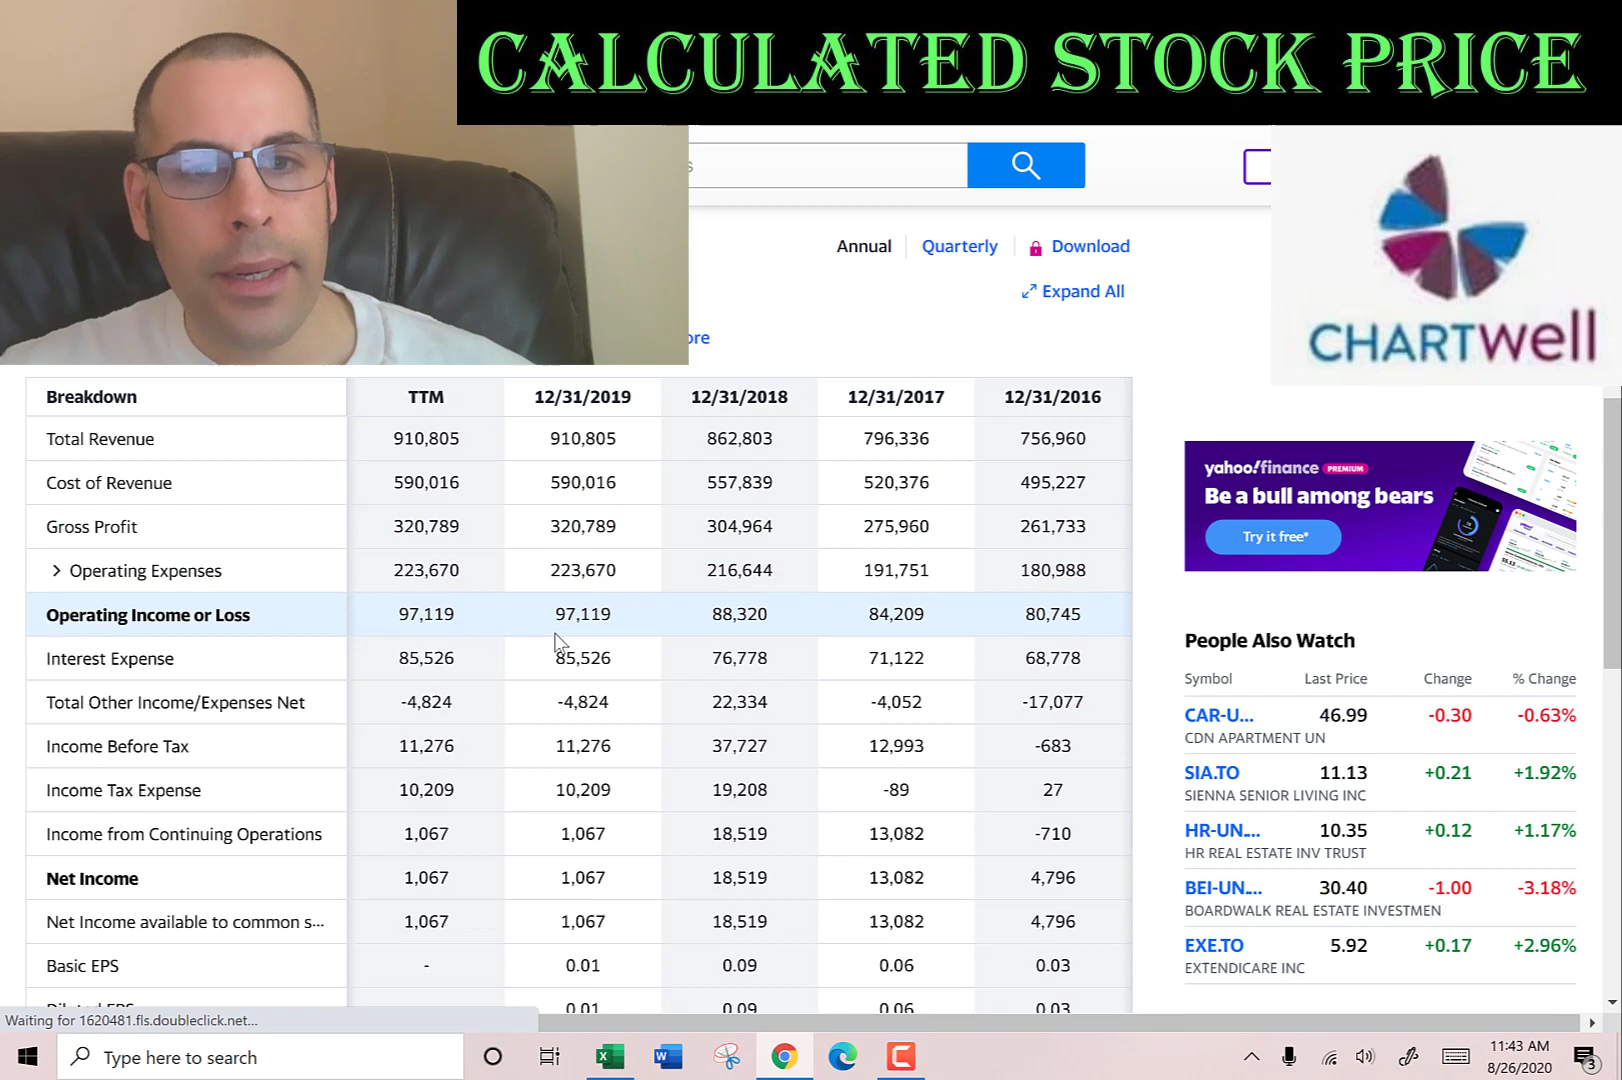 CALCULATED STOCK PRICE
s
Annual
Quarterly
Download
Expand All
ore
CHARTWELL
Breakdown TTM 12/31/2019 12/31/2018 12/31/2017 12/31/2016
Total Revenue 910,805 910,805 862,803 796,336 756,960
Cost of Revenue 590,016 590,016 557,839 520,376 495,227
Gross Profit 320,789 320,789 304,964 275,960 261,733
Operating Expenses 223,670 223,670 216,644 191,751 180,988
Operating Income or Loss 97,119 97,119 88,320 84,209 80,745
Interest Expense 85,526 85,526 76,778 71,122 68,778
Total Other Income/Expenses Net -4,824 -4,824 22,334 -4,052 -17,077
Income Before Tax 11,276 11,276 37,727 12,993 -683
Income Tax Expense 10,209 10,209 19,208 -89 27
Income from Continuing Operations 1,067 1,067 18,519 13,082 -710
Net Income 1,067 1,067 18,519 13,082 4,796
Net Income available to common s... 1,067 1,067 18,519 13,082 4,796
Basic EPS - 0.01 0.09 0.06 0.03
Diluted EPS 0.01 0.09 0.06 0.03
yahoo!finance PREMIUM
Be a bull among bears
Try it free*
People Also Watch
Symbol Last Price Change % Change
CAR-U... 46.99 -0.30 -0.63%
CDN APARTMENT UN
SIA.TO 11.13 +0.21 +1.92%
SIENNA SENIOR LIVING INC
HR-UN.... 10.35 +0.12 +1.17%
HR REAL ESTATE INV TRUST
BEI-UN.... 30.40 -1.00 -3.18%
BOARDWALK REAL ESTATE INVESTMEN
EXE.TO 5.92 +0.17 +2.96%
EXTENDICARE INC
Waiting for 1620481.fls.doubleclick.net...
Type here to search
11:43 AM
8/26/2020
3